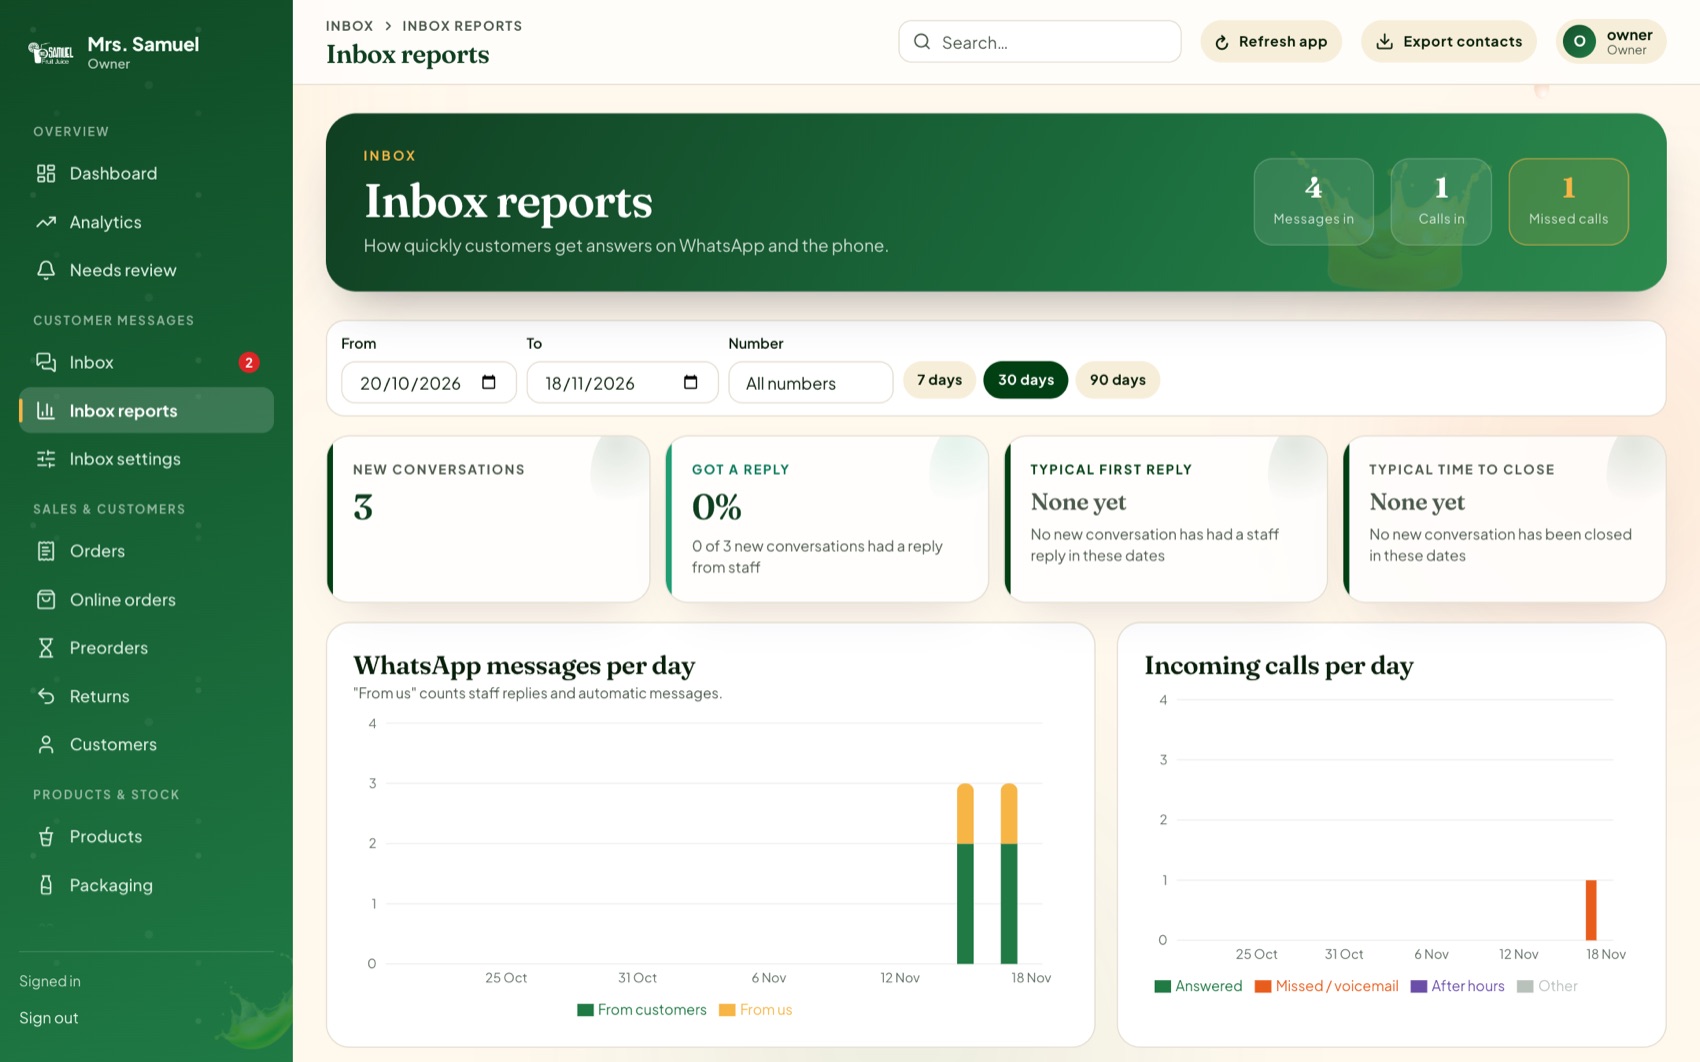 SAMUEL
Fruit Juice
Mrs. Samuel
Owner
OVERVIEW
Dashboard
Analytics
Needs review
CUSTOMER MESSAGES
Inbox
2
Inbox reports
Inbox settings
SALES & CUSTOMERS
Orders
Online orders
Preorders
Returns
Customers
PRODUCTS & STOCK
Products
Packaging
Signed in
Sign out
INBOX > INBOX REPORTS
Inbox reports
Search...
Refresh app
Export contacts
O
owner
Owner
INBOX
Inbox reports
How quickly customers get answers on WhatsApp and the phone.
4
Messages in
1
Calls in
1
Missed calls
From
20/10/2026
To
18/11/2026
Number
All numbers
7 days
30 days
90 days
NEW CONVERSATIONS
3
GOT A REPLY
0%
0 of 3 new conversations had a reply
from staff
TYPICAL FIRST REPLY
None yet
No new conversation has had a staff
reply in these dates
TYPICAL TIME TO CLOSE
None yet
No new conversation has been closed
in these dates
WhatsApp messages per day
"From us" counts staff replies and automatic messages.
4
3
2
1
0
25 Oct
31 Oct
6 Nov
12 Nov
18 Nov
From customers
From us
Incoming calls per day
4
3
2
1
0
25 Oct
31 Oct
6 Nov
12 Nov
18 Nov
Answered
Missed / voicemail
After hours
Other